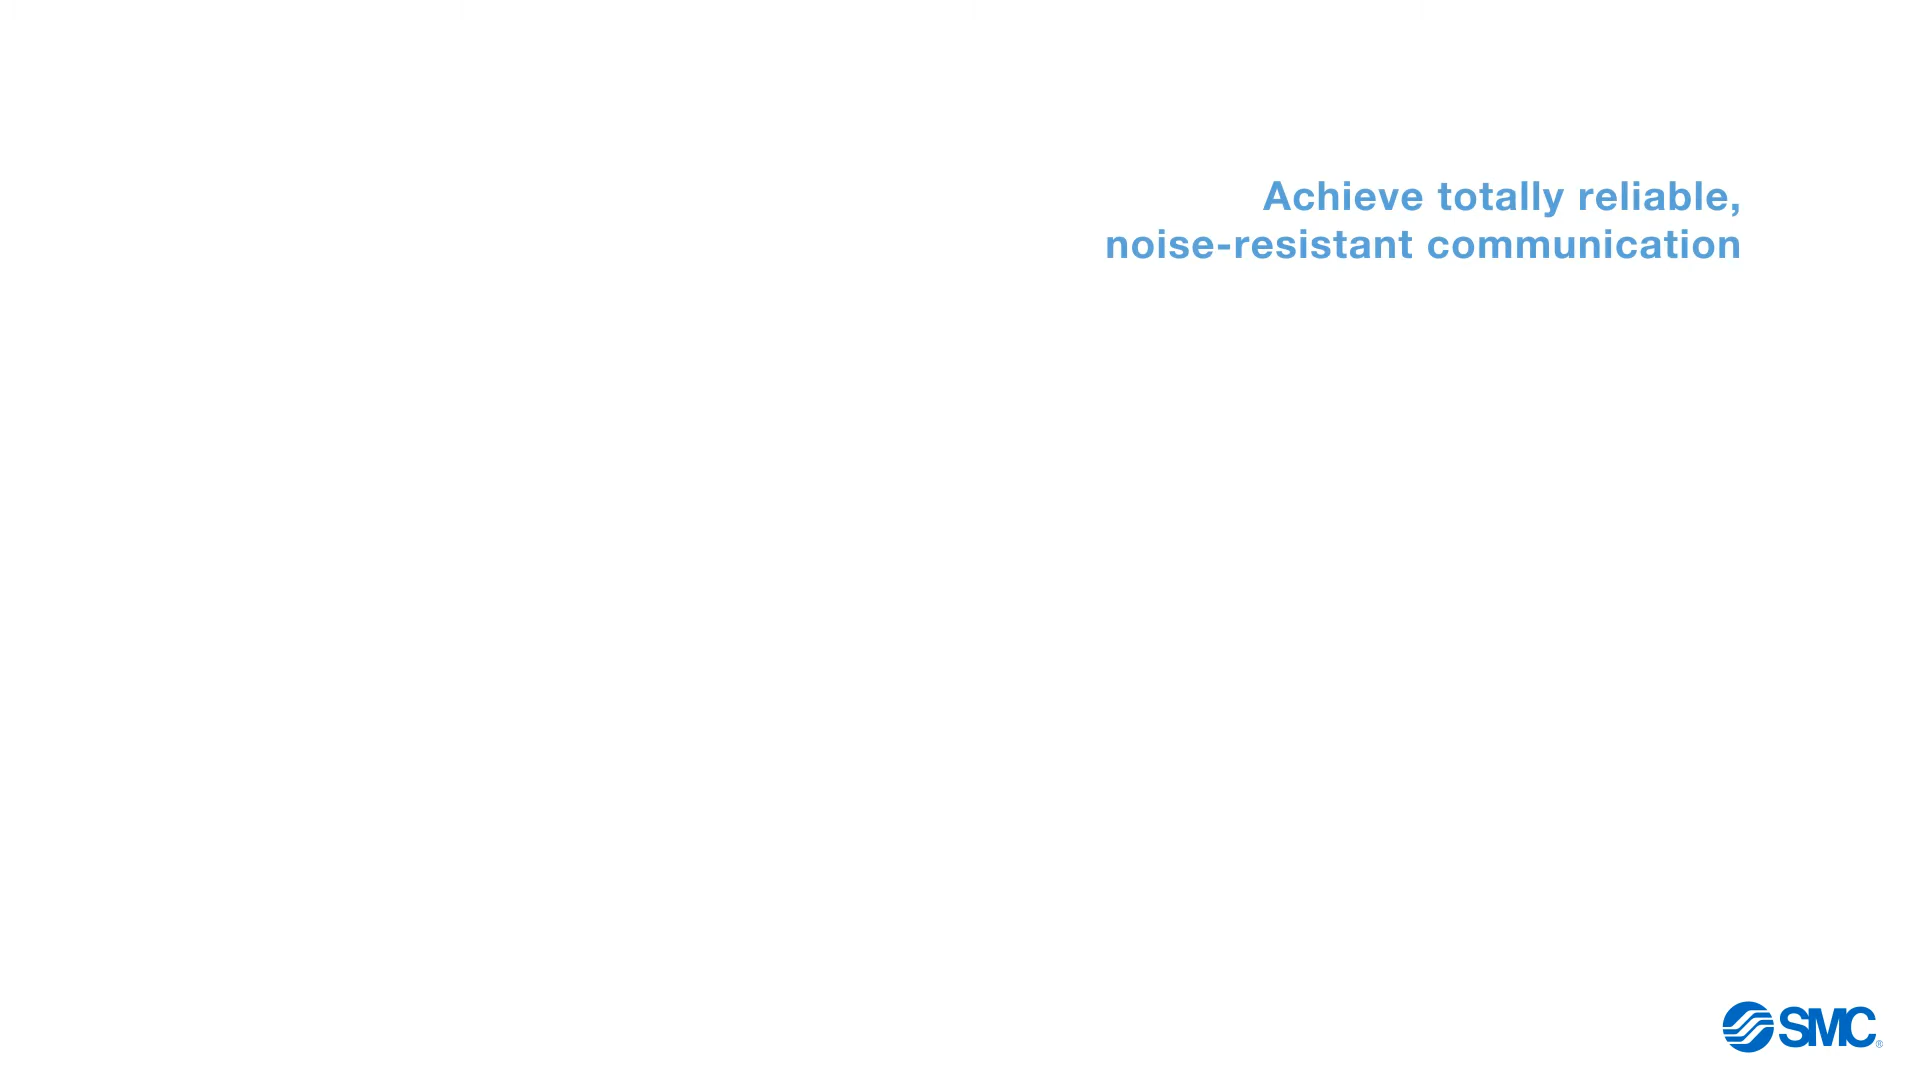 Achieve totally reliable,
noise-resistant communication
SMC®